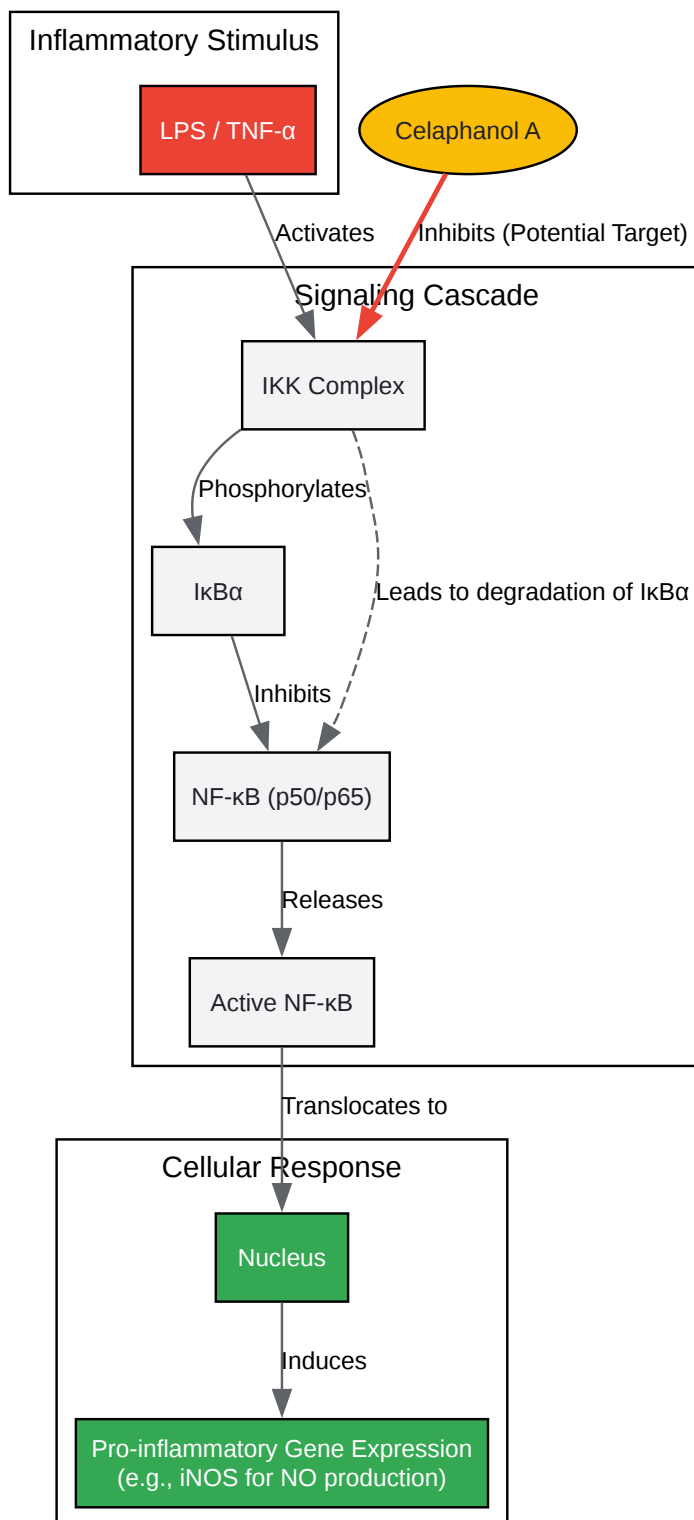 Inflammatory Stimulus
LPS / TNF-α
Celaphanol A
Activates
Inhibits (Potential Target)
Signaling Cascade
IKK Complex
Phosphorylates
IκBα
Leads to degradation of IκBα
Inhibits
NF-κB (p50/p65)
Releases
Active NF-κB
Translocates to
Cellular Response
Nucleus
Induces
Pro-inflammatory Gene Expression
(e.g., iNOS for NO production)